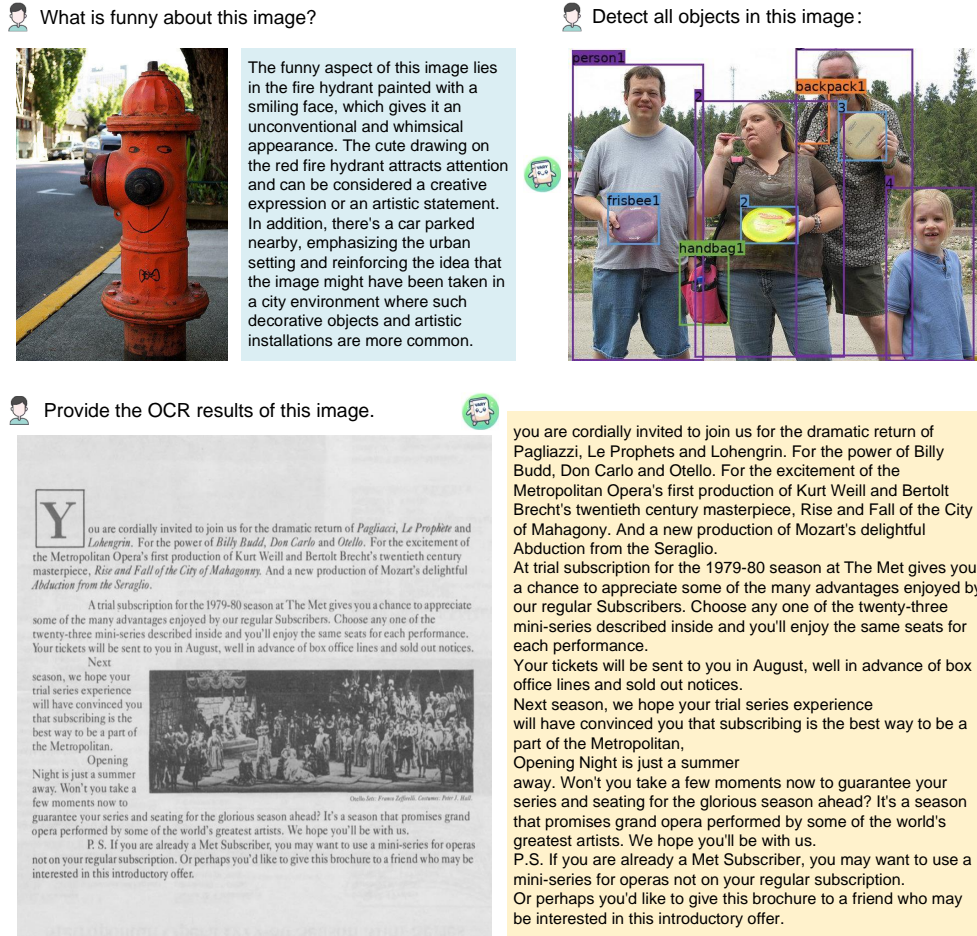 What is funny about this image?
The funny aspect of this image lies
in the fire hydrant painted with a
smiling face, which gives it an
unconventional and whimsical
appearance. The cute drawing on
the red fire hydrant attracts attention
and can be considered a creative
expression or an artistic statement.
In addition, there's a car parked
nearby, emphasizing the urban
setting and reinforcing the idea that
the image might have been taken in
a city environment where such
decorative objects and artistic
installations are more common.
Detect all objects in this image:
person1
2
backpack1
3
4
frisbee1
2
handbag1
Provide the OCR results of this image.
Y
ou are cordially invited to join us for the dramatic return of Pagliacci, Le Prophète and
Lohengrin. For the power of Billy Budd, Don Carlo and Otello. For the excitement of
the Metropolitan Opera's first production of Kurt Weill and Bertolt Brecht's twentieth century
masterpiece, Rise and Fall of the City of Mahagonny. And a new production of Mozart's delightful
Abduction from the Seraglio.
A trial subscription for the 1979-80 season at The Met gives you a chance to appreciate
some of the many advantages enjoyed by our regular Subscribers. Choose any one of the
twenty-three mini-series described inside and you'll enjoy the same seats for each performance.
Your tickets will be sent to you in August, well in advance of box office lines and sold out notices.
Next
season, we hope your
trial series experience
will have convinced you
that subscribing is the
best way to be a part of
the Metropolitan.
Opening
Night is just a summer
away. Won't you take a
few moments now to
Otello Sets: Franco Zeffirelli. Costumes: Peter J. Hall.
guarantee your series and seating for the glorious season ahead? It's a season that promises grand
opera performed by some of the world's greatest artists. We hope you'll be with us.
P. S. If you are already a Met Subscriber, you may want to use a mini-series for operas
not on your regular subscription. Or perhaps you'd like to give this brochure to a friend who may be
interested in this introductory offer.
you are cordially invited to join us for the dramatic return of
Pagliazzi, Le Prophets and Lohengrin. For the power of Billy
Budd, Don Carlo and Otello. For the excitement of the
Metropolitan Opera's first production of Kurt Weill and Bertolt
Brecht's twentieth century masterpiece, Rise and Fall of the City
of Mahagony. And a new production of Mozart's delightful
Abduction from the Seraglio.
At trial subscription for the 1979-80 season at The Met gives you
a chance to appreciate some of the many advantages enjoyed by
our regular Subscribers. Choose any one of the twenty-three
mini-series described inside and you'll enjoy the same seats for
each performance.
Your tickets will be sent to you in August, well in advance of box
office lines and sold out notices.
Next season, we hope your trial series experience
will have convinced you that subscribing is the best way to be a
part of the Metropolitan,
Opening Night is just a summer
away. Won't you take a few moments now to guarantee your
series and seating for the glorious season ahead? It's a season
that promises grand opera performed by some of the world's
greatest artists. We hope you'll be with us.
P.S. If you are already a Met Subscriber, you may want to use a
mini-series for operas not on your regular subscription.
Or perhaps you'd like to give this brochure to a friend who may
be interested in this introductory offer.